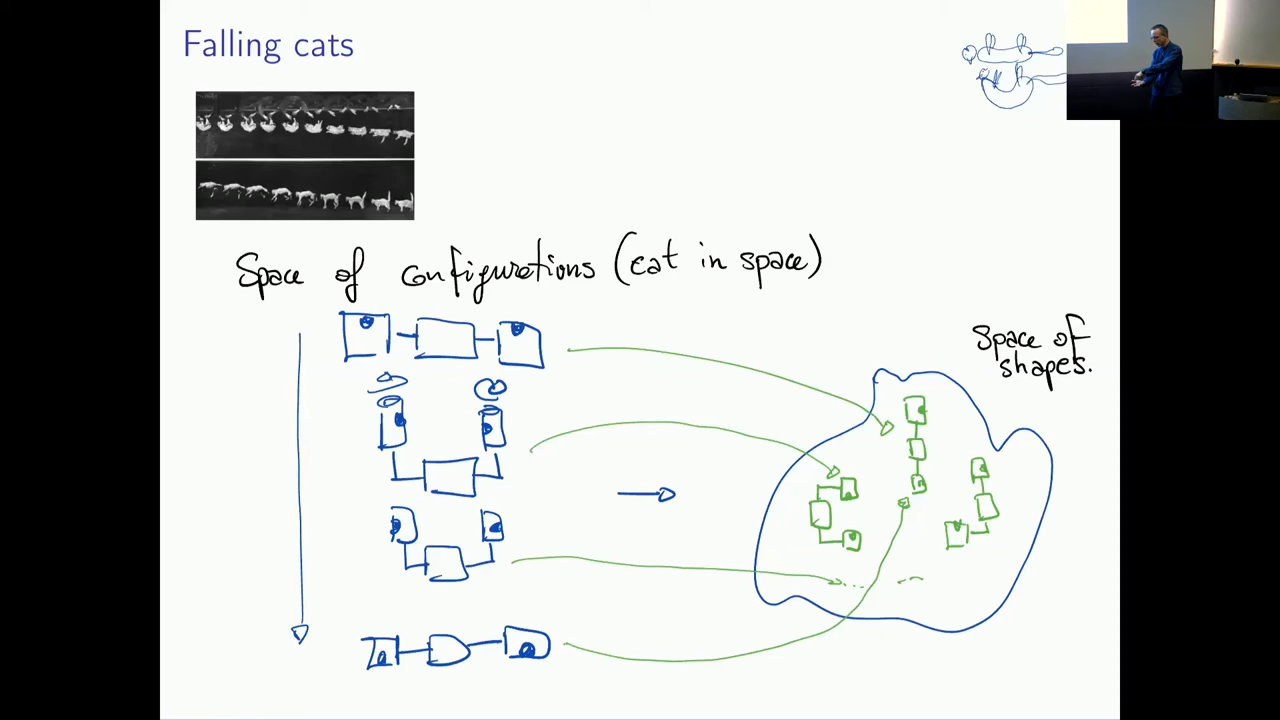 Falling cats
Space of configurations (cat in space)
Space of
shapes.